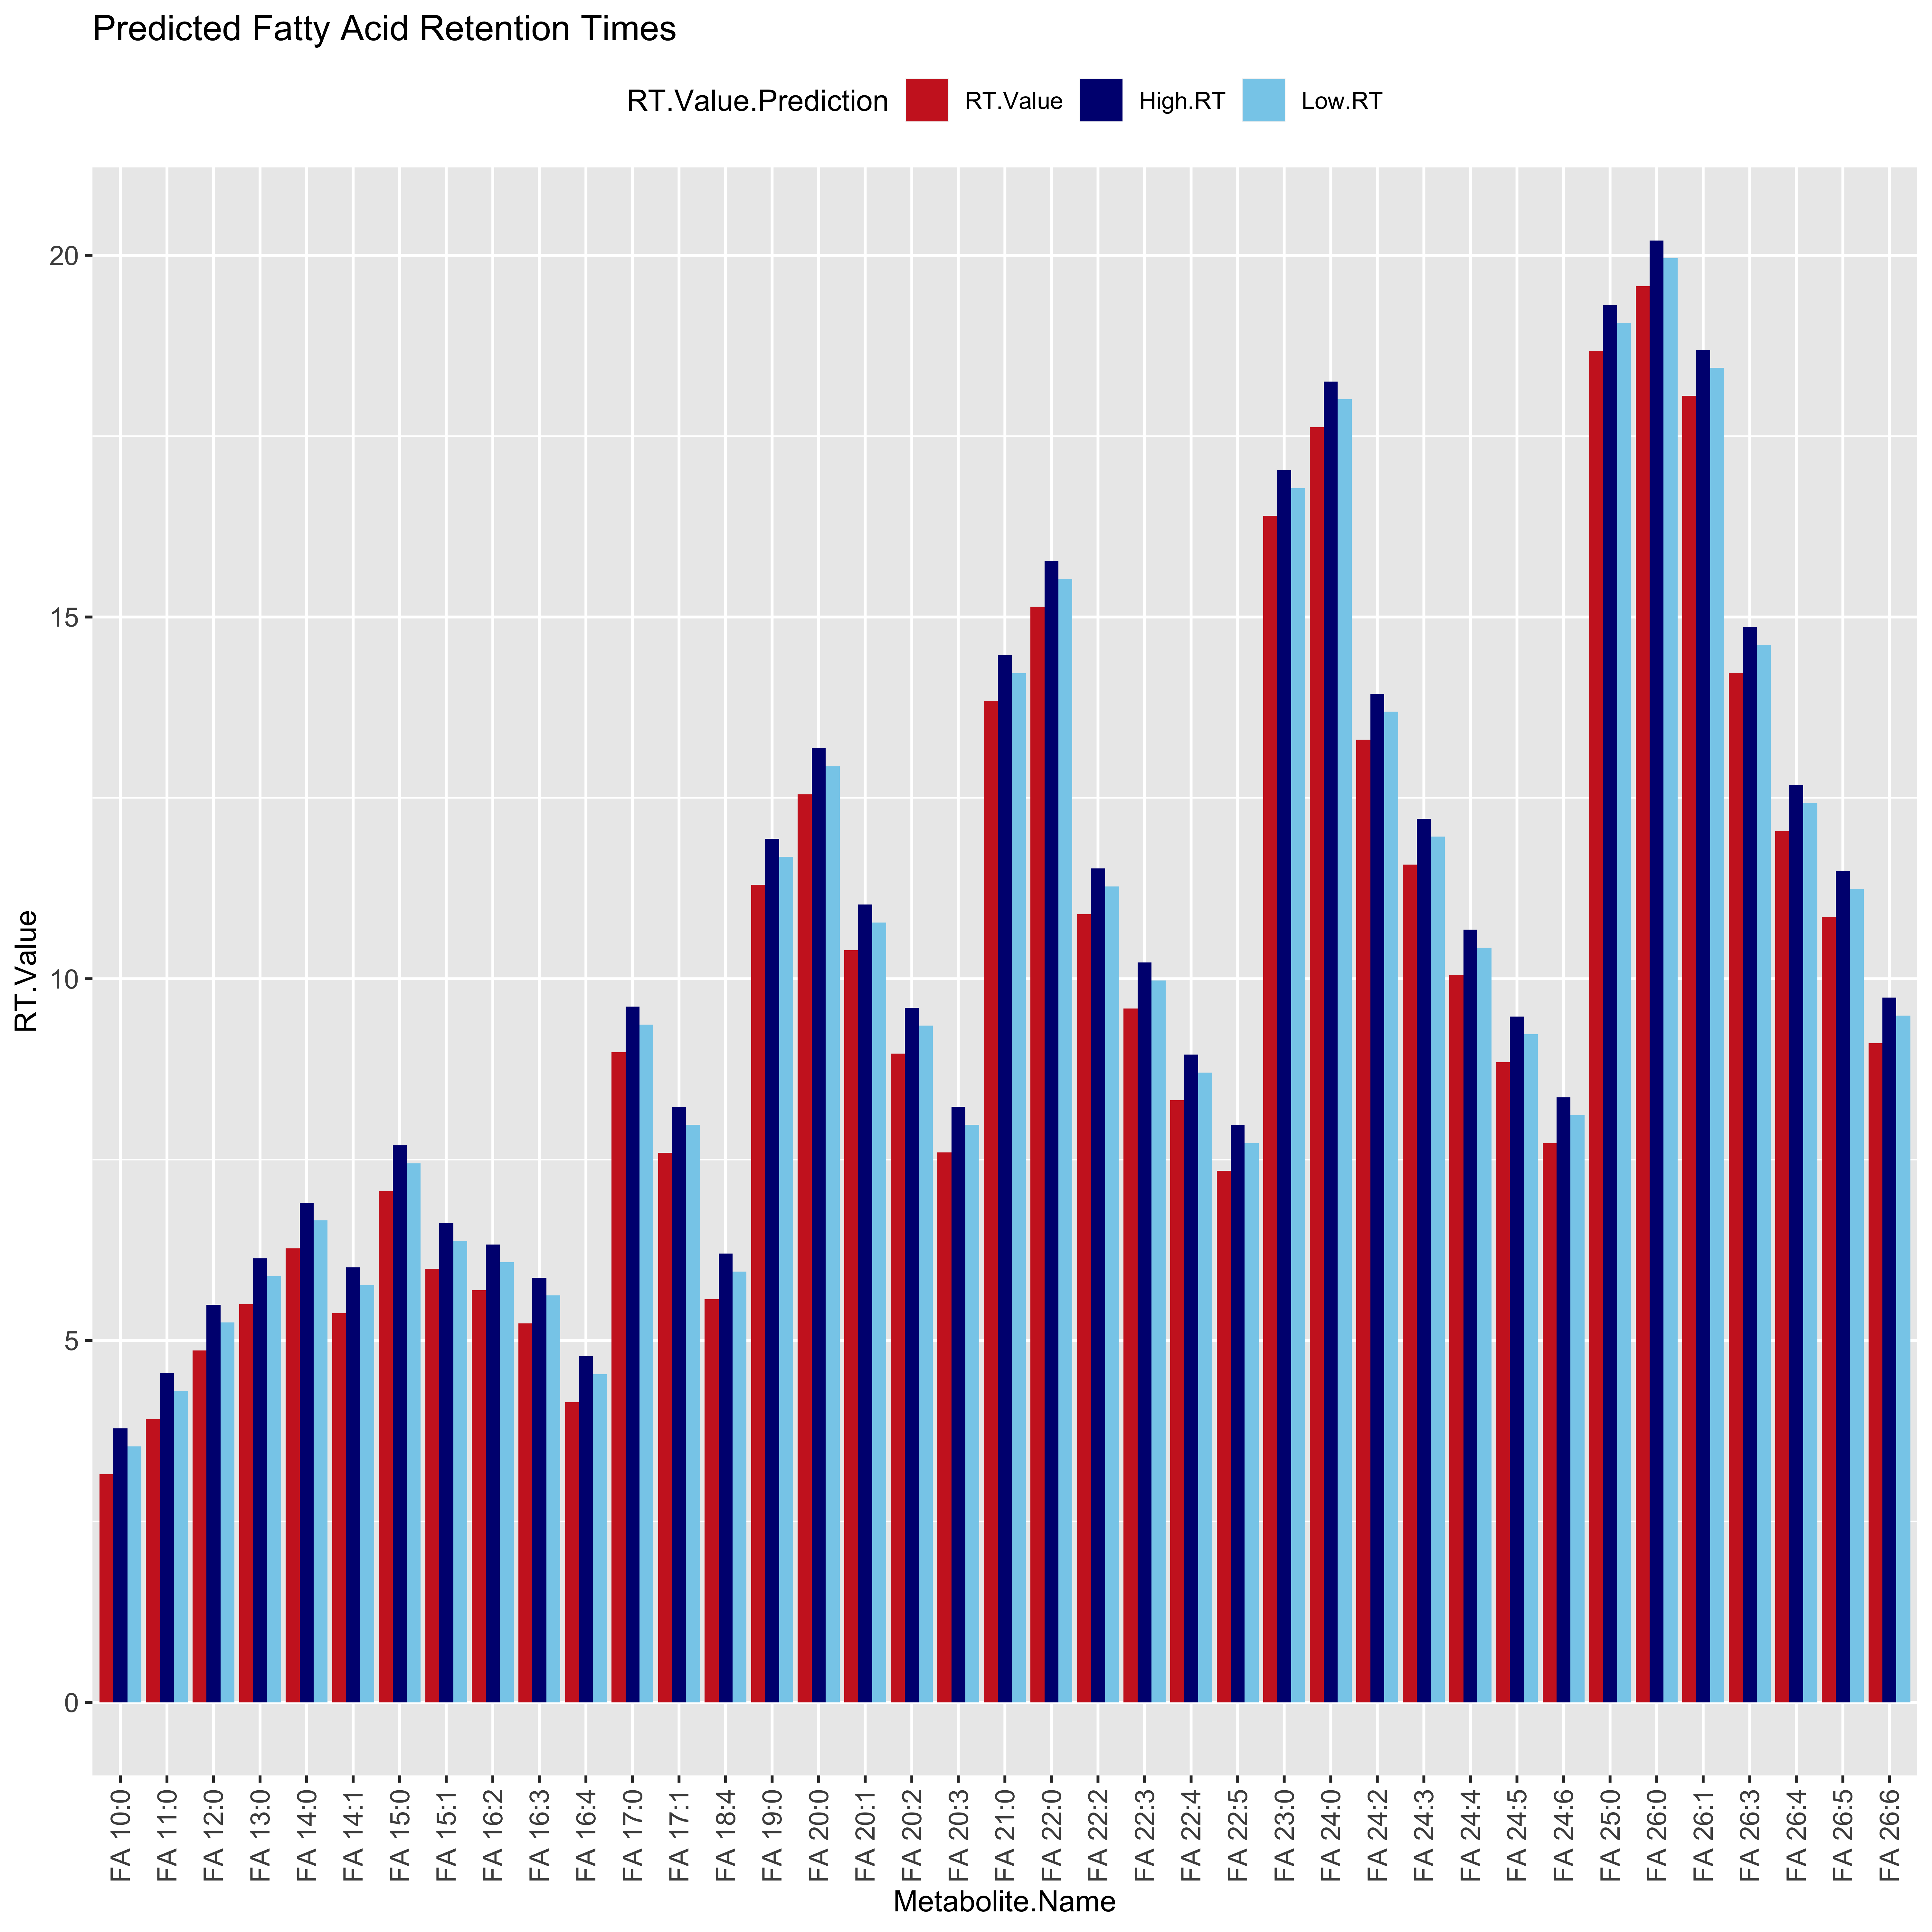 Predicted Fatty Acid Retention Times
RT.Value.Prediction RT.Value High.RT Low.RT
RT.Value
20
15
10
5
0
FA 10:0
FA 11:0
FA 12:0
FA 13:0
FA 14:0
FA 14:1
FA 15:0
FA 15:1
FA 16:2
FA 16:3
FA 16:4
FA 17:0
FA 17:1
FA 18:4
FA 19:0
FA 20:0
FA 20:1
FA 20:2
FA 20:3
FA 21:0
FA 22:0
FA 22:2
FA 22:3
FA 22:4
FA 22:5
FA 23:0
FA 24:0
FA 24:2
FA 24:3
FA 24:4
FA 24:5
FA 24:6
FA 25:0
FA 26:0
FA 26:1
FA 26:3
FA 26:4
FA 26:5
FA 26:6
Metabolite.Name